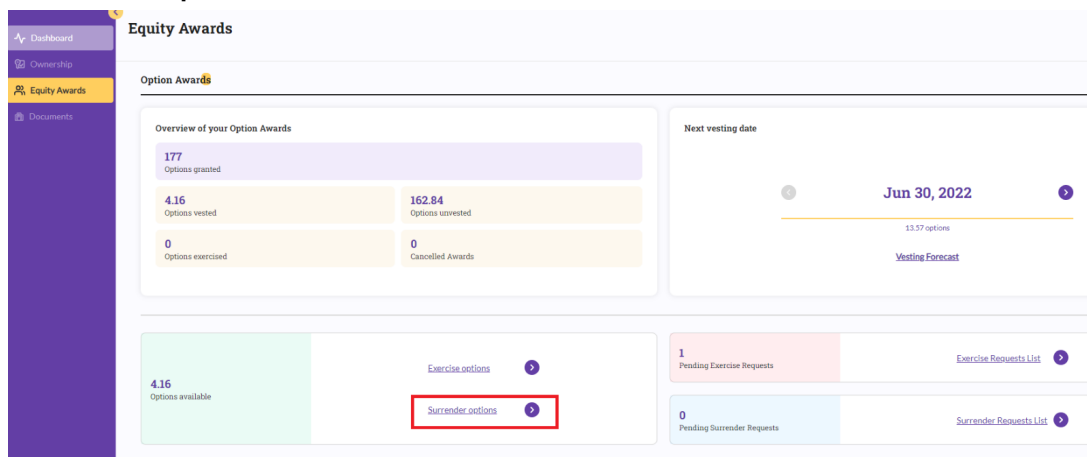 Equity Awards
Dashboard
Ownership
Equity Awards
Documents
Option Awards
Overview of your Option Awards
177
Options granted
4.16
Options vested
162.84
Options unvested
0
Options exercised
0
Cancelled Awards
Next vesting date
Jun 30, 2022
13.57 options
Vesting Forecast
4.16
Options available
Exercise options
Surrender options
1
Pending Exercise Requests
Exercise Requests List
0
Pending Surrender Requests
Surrender Requests List